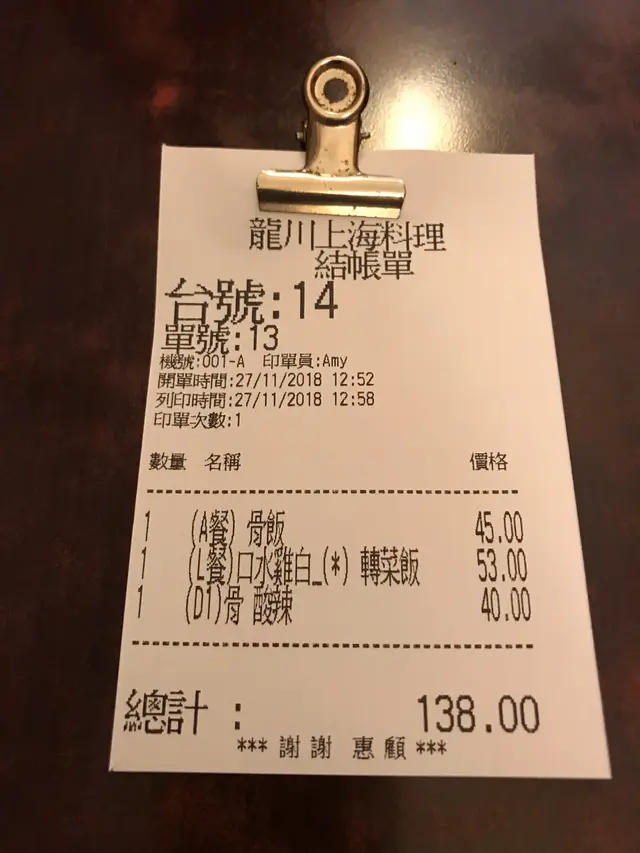 龍川上海料理
結帳單
台號:14
單號:13
機號:001-A 印單員:Amy
開單時間:27/11/2018 12:52
列印時間:27/11/2018 12:58
印單次數:1
數量 名稱 價格
1 (A餐) 骨飯 45.00
1 (L餐)口水雞白_(*) 轉菜飯 53.00
1 (D1)骨 酸辣 40.00
總計 : 138.00
*** 謝謝 惠顧 ***